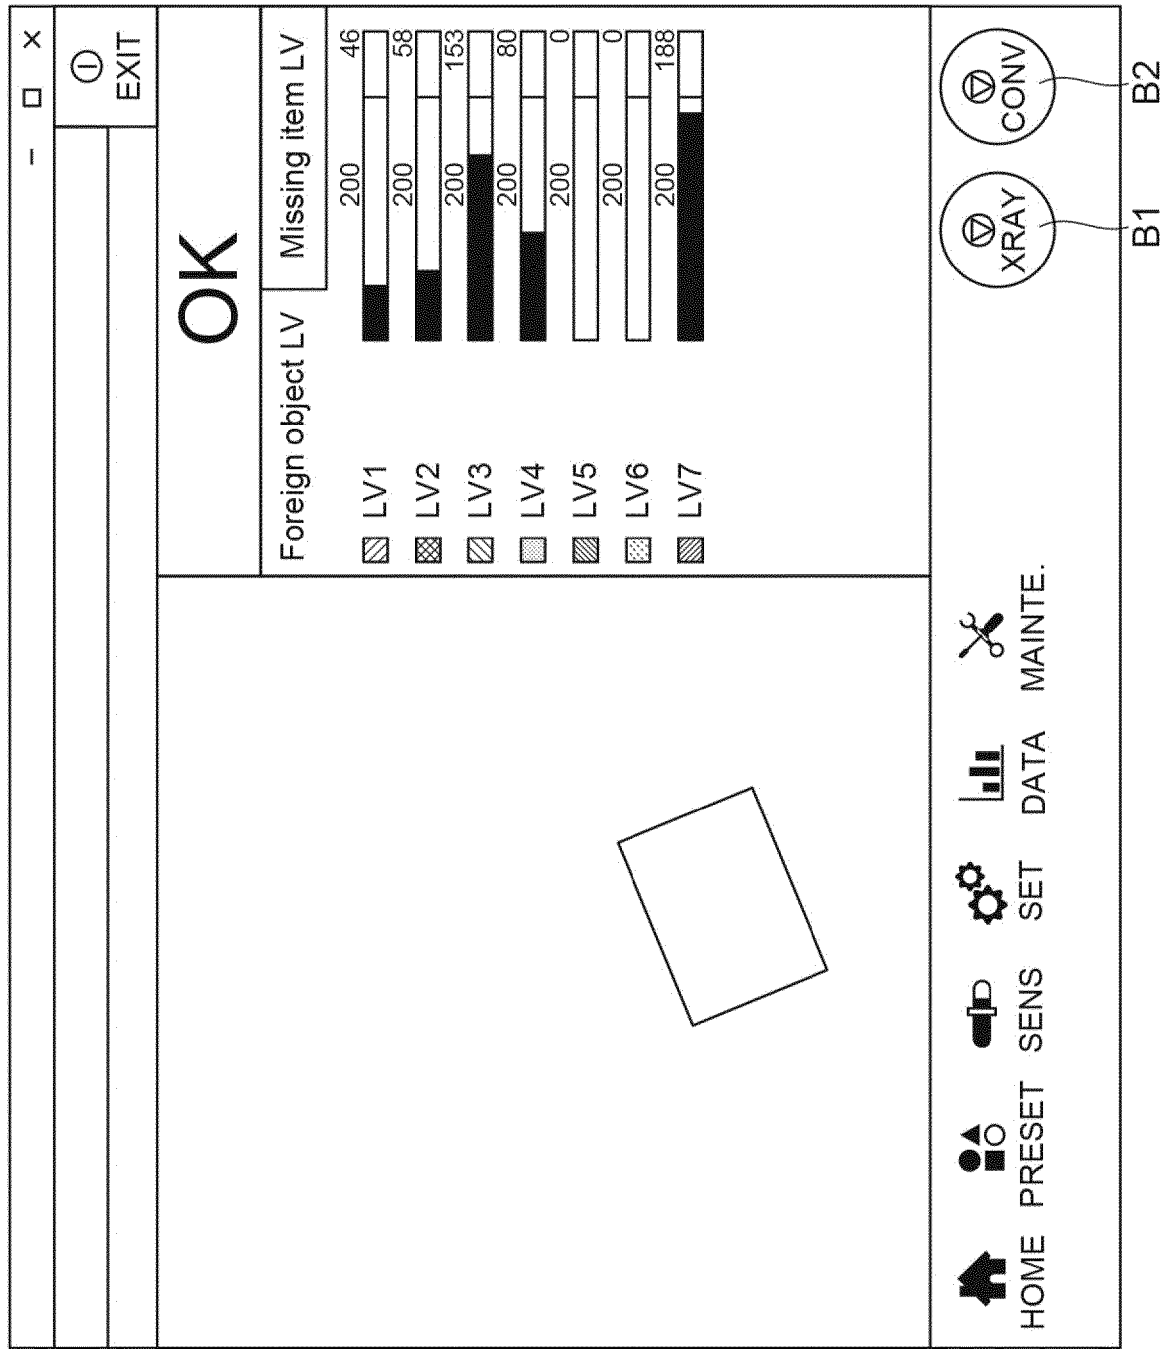 − □ ×
EXIT
OK
Foreign object LV Missing item LV
LV1 200 46
LV2 200 58
LV3 200 153
LV4 200 80
LV5 200 0
LV6 200 0
LV7 200 188
HOME PRESET SENS SET DATA MAINTE. XRAY CONV
B1 B2